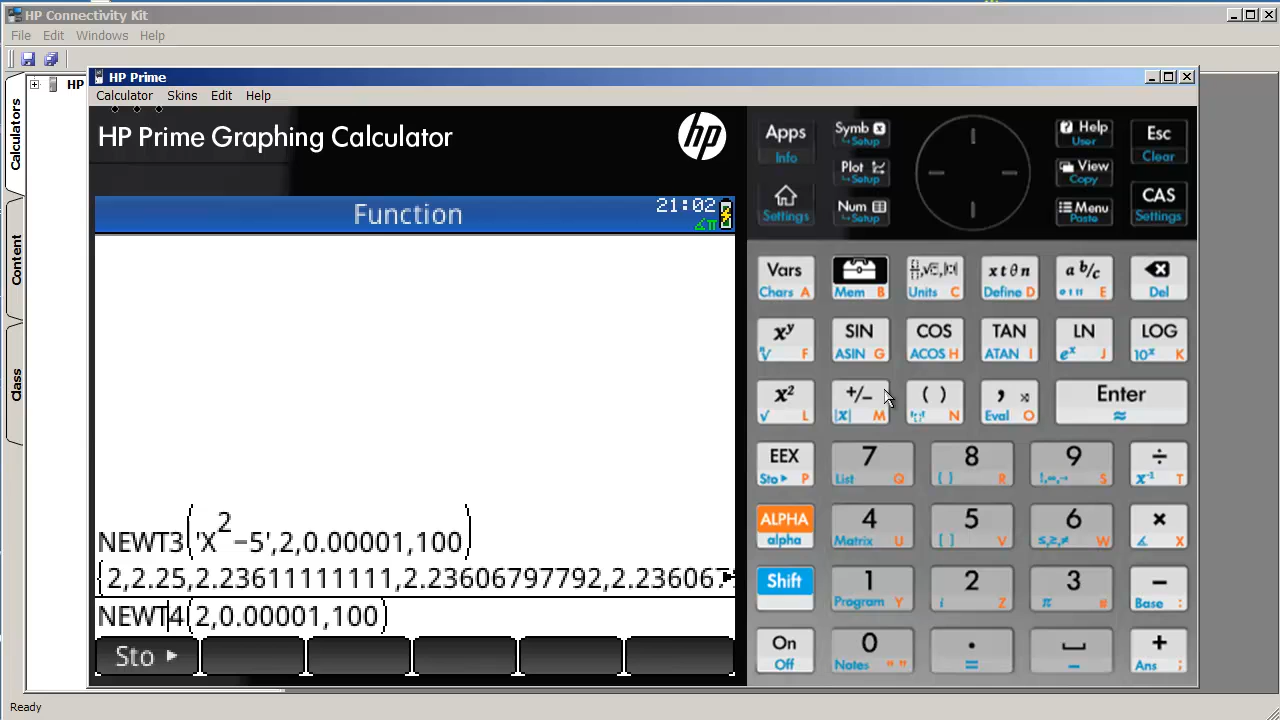 HP Connectivity Kit
File Edit Windows Help
HP
Calculators
Content
Class
HP Prime
Calculator Skins Edit Help
HP Prime Graphing Calculator
hp
Function
21:02
∡π
NEWT3('X²−5',2,0.00001,100)
{2,2.25,2.23611111111,2.23606797792,2.23606
NEWT4(2,0.00001,100)
Sto ▶
Apps
Info
Symb
Setup
Help
User
Esc
Clear
Plot
Setup
View
Copy
Settings
Num
Setup
Menu
Paste
CAS
Settings
Vars
Chars A
Mem B
Units C
x t θ n
Define D
a b/c
E
Del
xʸ
F
SIN
ASIN G
COS
ACOS H
TAN
ATAN I
LN
eˣ J
LOG
10ˣ K
x²
√ L
+/−
|x| M
( )
N
,
Eval O
Enter
≈
EEX
Sto ▶ P
7
List Q
8
{ } R
9
!,∞,→ S
÷
x⁻¹ T
ALPHA
alpha
4
Matrix U
5
[ ] V
6
≤,≥,≠ W
×
∡ X
Shift
1
Program Y
2
i Z
3
π #
−
Base :
On
Off
0
Notes " "
.
=
_
+
Ans ;
Ready